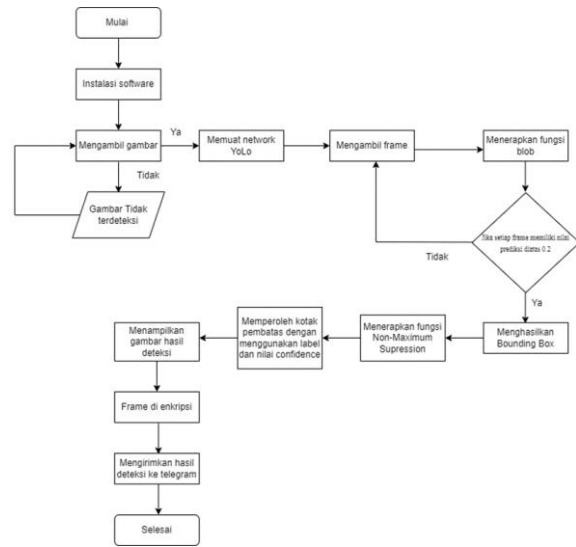 Mulai
Instalasi software
Mengambil gambar
Ya
Memuat network
YoLo
Mengambil frame
Menerapkan fungsi
blob
Tidak
Gambar Tidak
terdeteksi
Jika setiap frame memiliki nilai
prediksi diatas 0.2
Tidak
Ya
Menghasilkan
Bounding Box
Menerapkan fungsi
Non-Maximum
Supression
Memperoleh kotak
pembatas dengan
menggunakan label
dan nilai confidence
Menampilkan
gambar hasil
deteksi
Frame di enkripsi
Mengirimkan hasil
deteksi ke telegram
Selesai